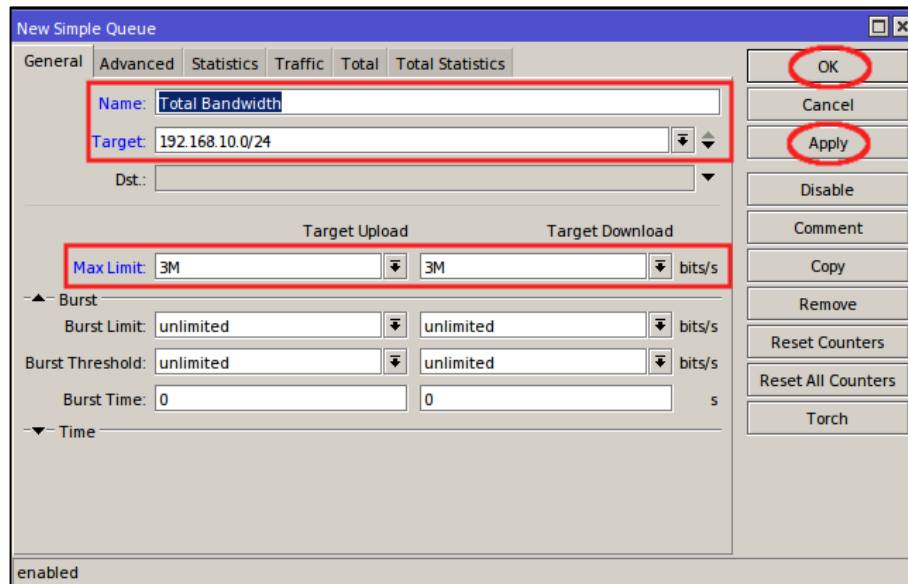 New Simple Queue
General Advanced Statistics Traffic Total Total Statistics
Name: Total Bandwidth
Target: 192.168.10.0/24
Dst.:
Target Upload Target Download
Max Limit: 3M 3M bits/s
Burst
Burst Limit: unlimited unlimited bits/s
Burst Threshold: unlimited unlimited bits/s
Burst Time: 0 0 s
Time
OK
Cancel
Apply
Disable
Comment
Copy
Remove
Reset Counters
Reset All Counters
Torch
enabled